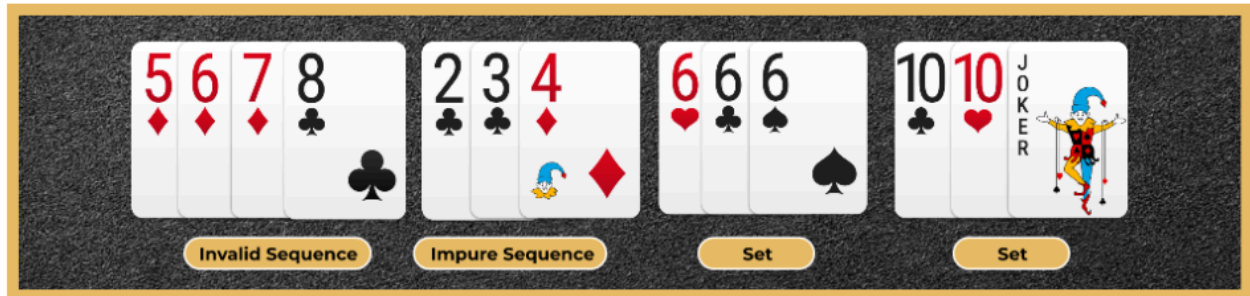 5 6 7 8
2 3 4
6 6 6
10 10 JOKER
Invalid Sequence
Impure Sequence
Set
Set